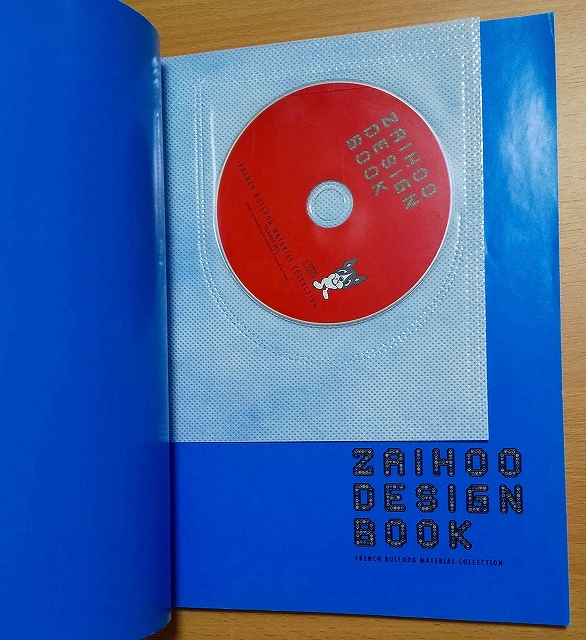 ZAIHOO
DESIGN
BOOK
FRENCH BULLDOG MATERIAL COLLECTION
ZAIHOO
DESIGN
BOOK
FRENCH BULLDOG MATERIAL COLLECTION